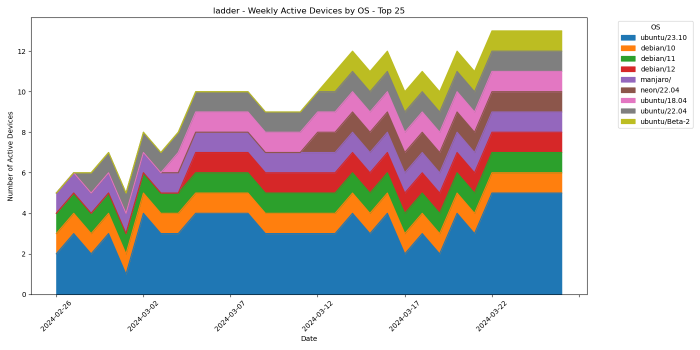 ladder - Weekly Active Devices by OS - Top 25
Number of Active Devices
12
10
8
6
4
2
0
2024-02-26
2024-03-02
2024-03-07
2024-03-12
2024-03-17
2024-03-22
Date
OS
ubuntu/23.10
debian/10
debian/11
debian/12
manjaro/
neon/22.04
ubuntu/18.04
ubuntu/22.04
ubuntu/Beta-2